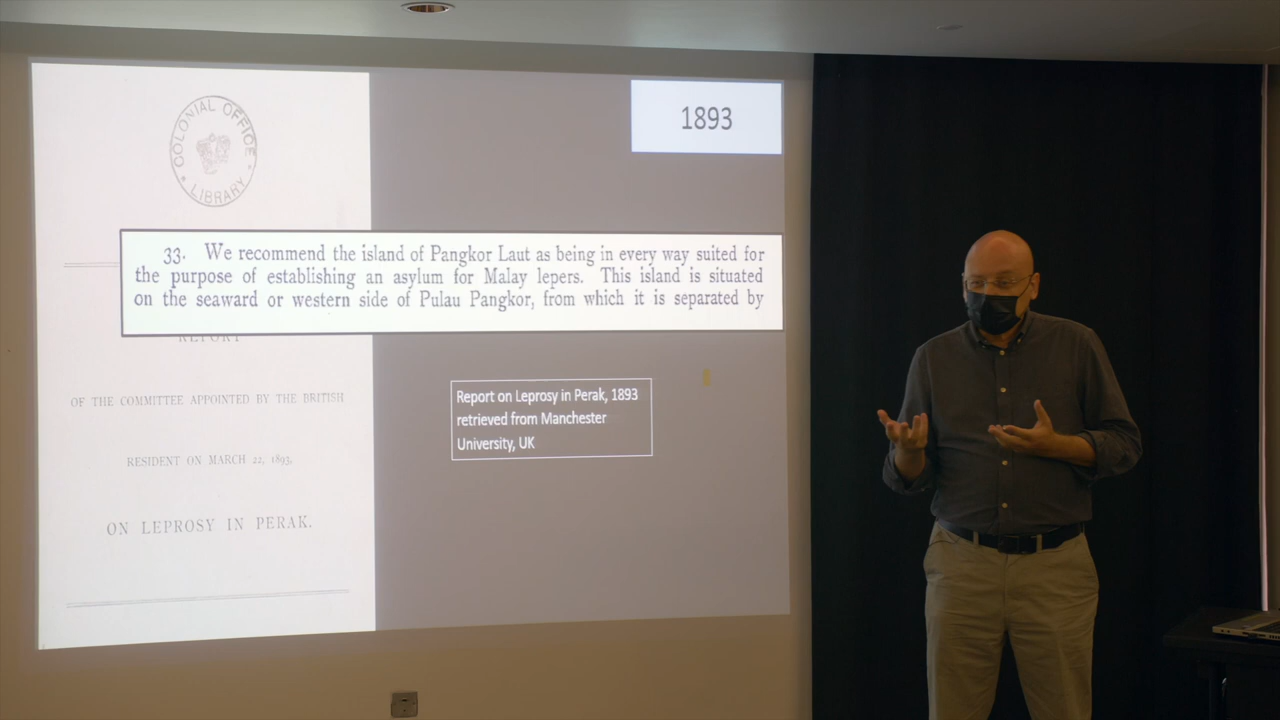 COLONIAL OFFICE
LIBRARY
1893
33. We recommend the island of Pangkor Laut as being in every way suited for
the purpose of establishing an asylum for Malay lepers. This island is situated
on the seaward or western side of Pulau Pangkor, from which it is separated by
REPORT
OF THE COMMITTEE APPOINTED BY THE BRITISH
RESIDENT ON MARCH 22, 1893,
ON LEPROSY IN PERAK.
Report on Leprosy in Perak, 1893
retrieved from Manchester
University, UK